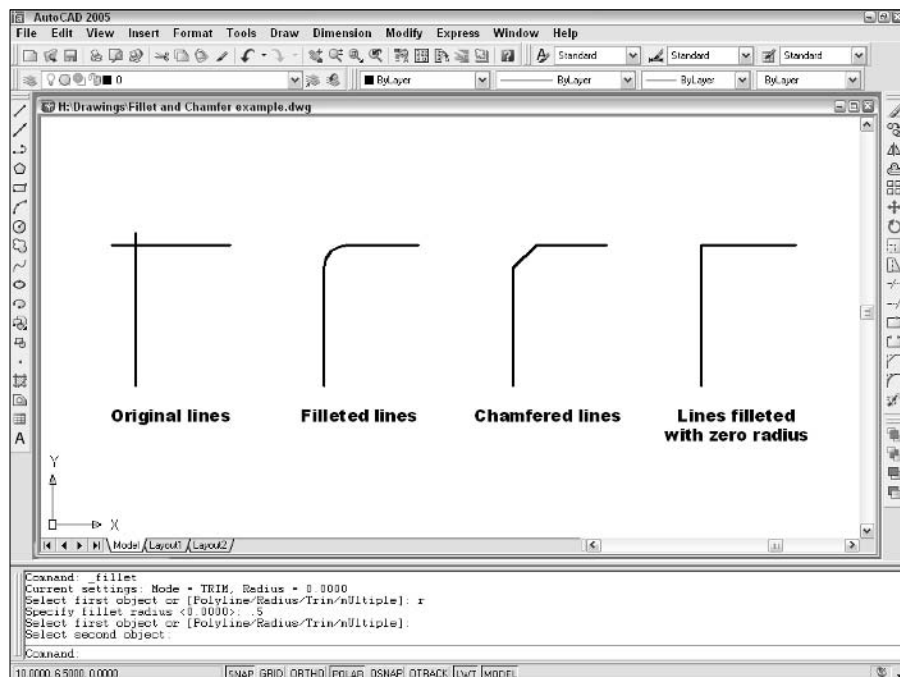 AutoCAD 2005
File Edit View Insert Format Tools Draw Dimension Modify Express Window Help
Standard Standard Standard
0 ByLayer ByLayer ByLayer ByLayer
H:\Drawings\Fillet and Chamfer example.dwg
Original lines
Filleted lines
Chamfered lines
Lines filleted
with zero radius
Y
X
A
Model Layout1 Layout2
Command: _fillet
Current settings: Mode = TRIM, Radius = 0.0000
Select first object or [Polyline/Radius/Trim/mUltiple]: r
Specify fillet radius <0.0000>: .5
Select first object or [Polyline/Radius/Trim/mUltiple]:
Select second object:
Command:
10.0000, 6.5000, 0.0000 SNAP GRID ORTHO POLAR OSNAP OTRACK LWT MODEL